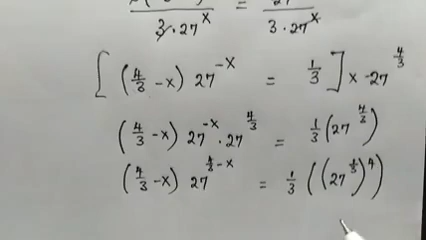 3·27^x = 3·27^x
[(4/3 - x) 27^-x = 1/3] x 27^4/3
(4/3 - x) 27^-x · 27^4/3 = 1/3 (27^4/3)
(4/3 - x) 27^4/3 - x = 1/3 ((27^1/3)^4)